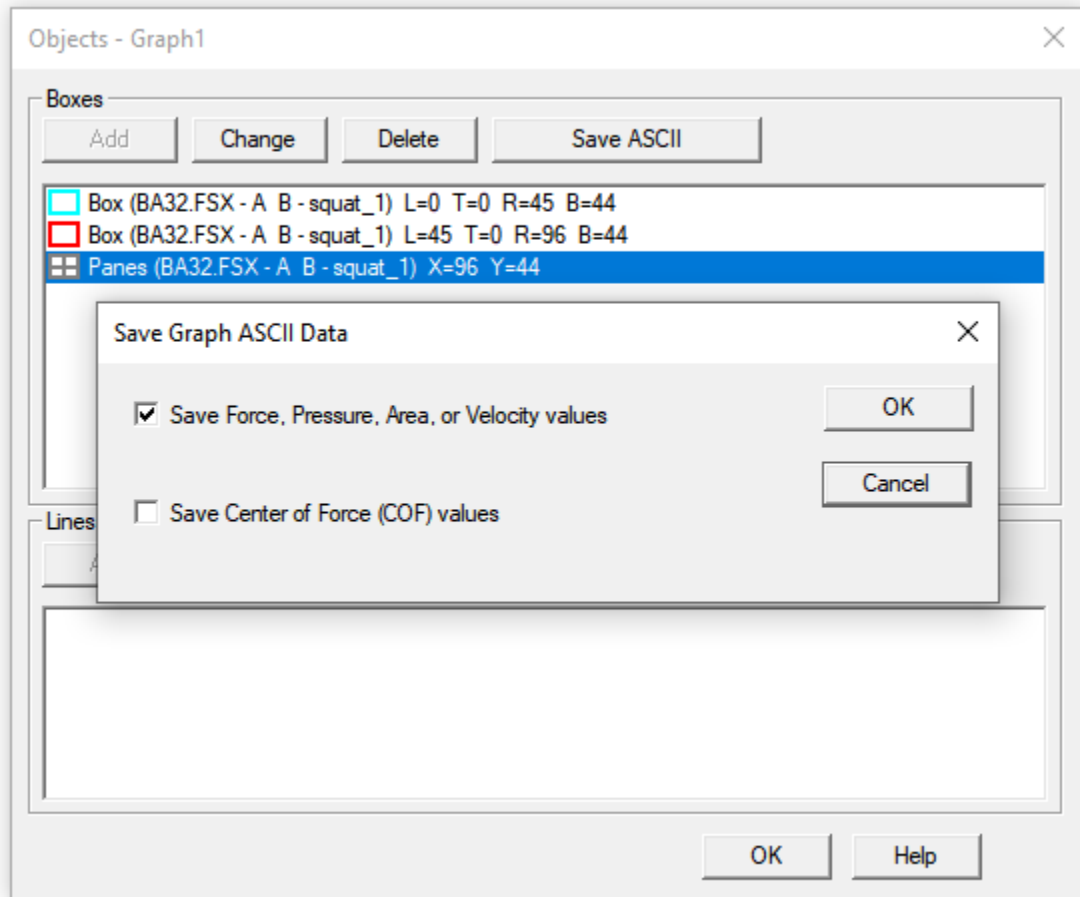 Objects - Graph1
Boxes
Add Change Delete Save ASCII
Box (BA32.FSX - A B - squat_1) L=0 T=0 R=45 B=44
Box (BA32.FSX - A B - squat_1) L=45 T=0 R=96 B=44
Panes (BA32.FSX - A B - squat_1) X=96 Y=44
Save Graph ASCII Data
Save Force, Pressure, Area, or Velocity values
OK
Cancel
Save Center of Force (COF) values
Lines
OK Help